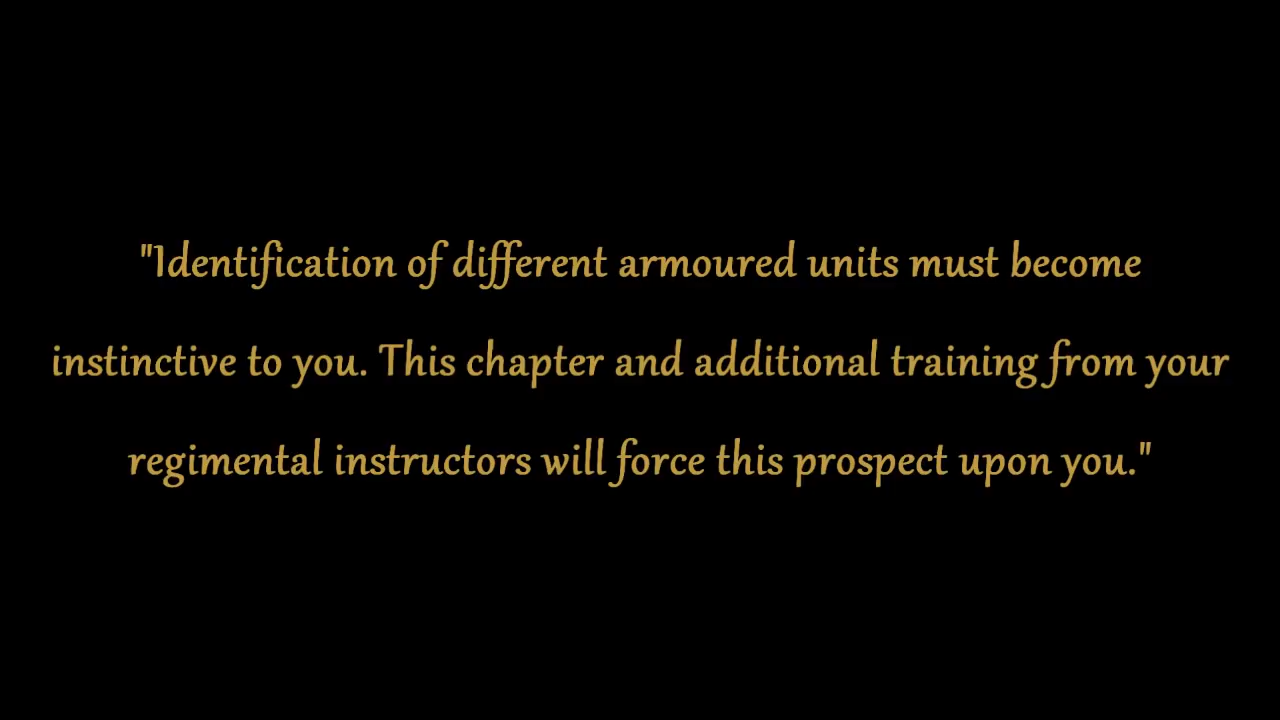 "Identification of different armoured units must become
instinctive to you. This chapter and additional training from your
regimental instructors will force this prospect upon you."